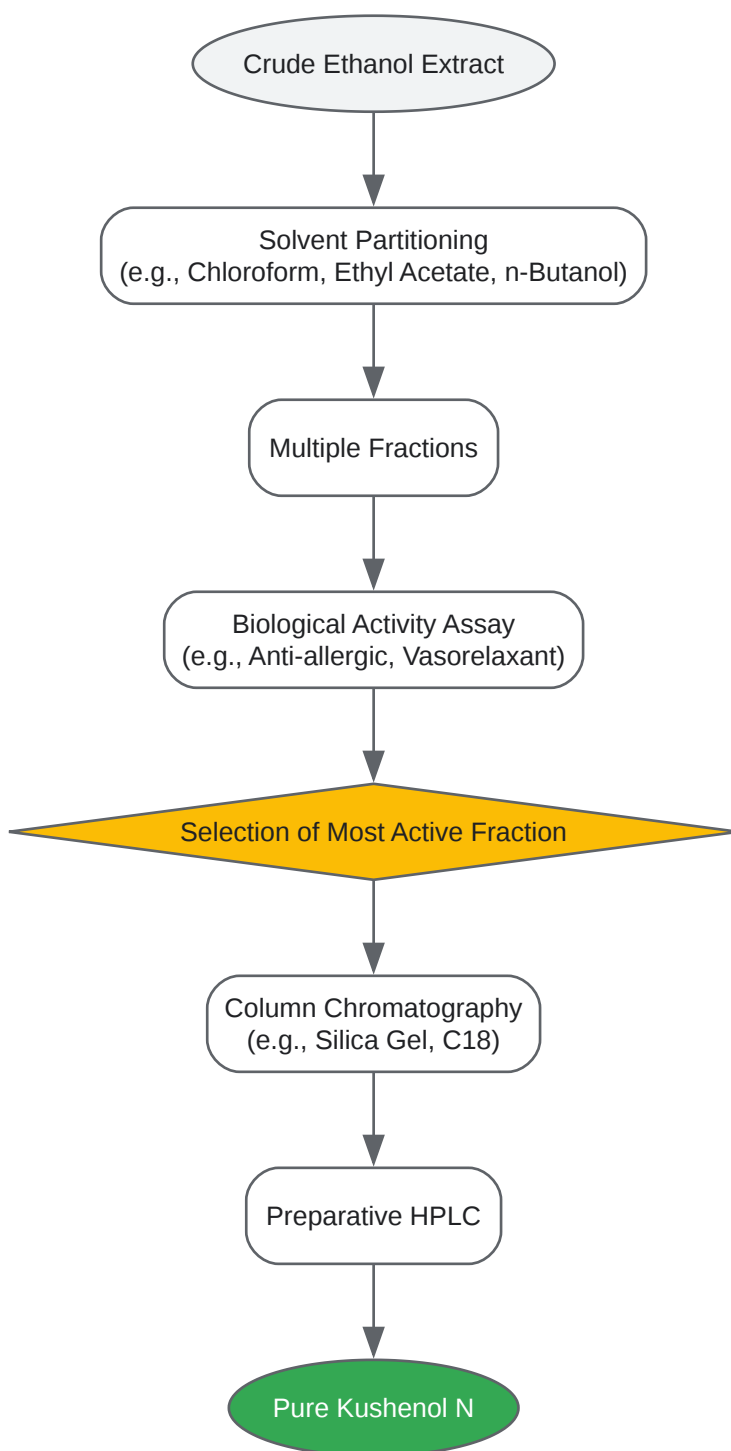 Crude Ethanol Extract
Solvent Partitioning
(e.g., Chloroform, Ethyl Acetate, n-Butanol)
Multiple Fractions
Biological Activity Assay
(e.g., Anti-allergic, Vasorelaxant)
Selection of Most Active Fraction
Column Chromatography
(e.g., Silica Gel, C18)
Preparative HPLC
Pure Kushenol N